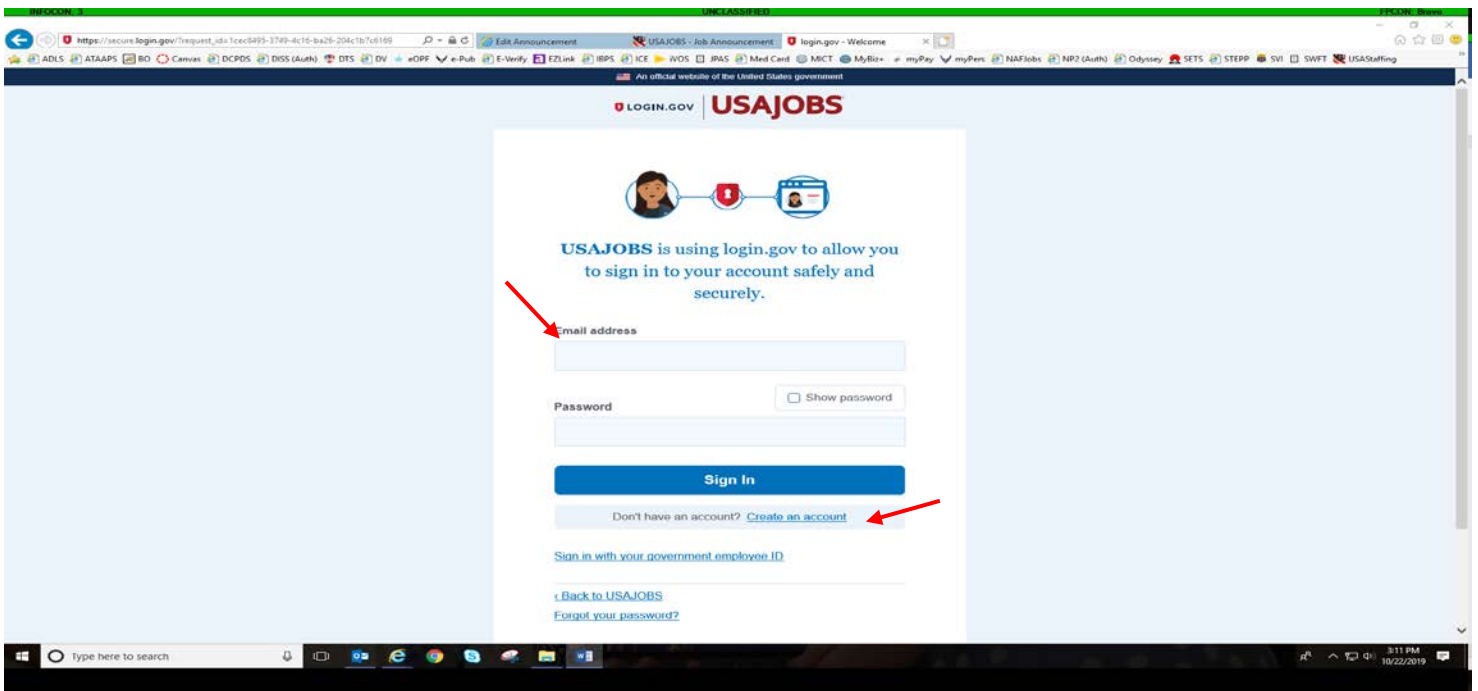 INFOCON: 3 UNCLASSIFIED FPCON: Bravo
https://secure.login.gov/?request_id=1cec8495-3749-4c16-ba26-204c1b7c6169 Edit Announcement USAJOBS - Job Announcement login.gov - Welcome
ADLS ATAAPS BO Canvas DCPDS DISS (Auth) DTS DV eOPF e-Pub E-Verify EZLink IBPS ICE iWOS JPAS Med Card MICT MyBiz+ myPay myPers NAFJobs NP2 (Auth) Odyssey SETS STEPP SVI SWFT USAStaffing
An official website of the United States government
LOGIN.GOV USAJOBS
USAJOBS is using login.gov to allow you
to sign in to your account safely and
securely.
Email address
Show password
Password
Sign In
Don't have an account? Create an account
Sign in with your government employee ID
‹ Back to USAJOBS
Forgot your password?
Type here to search
3:11 PM
10/22/2019